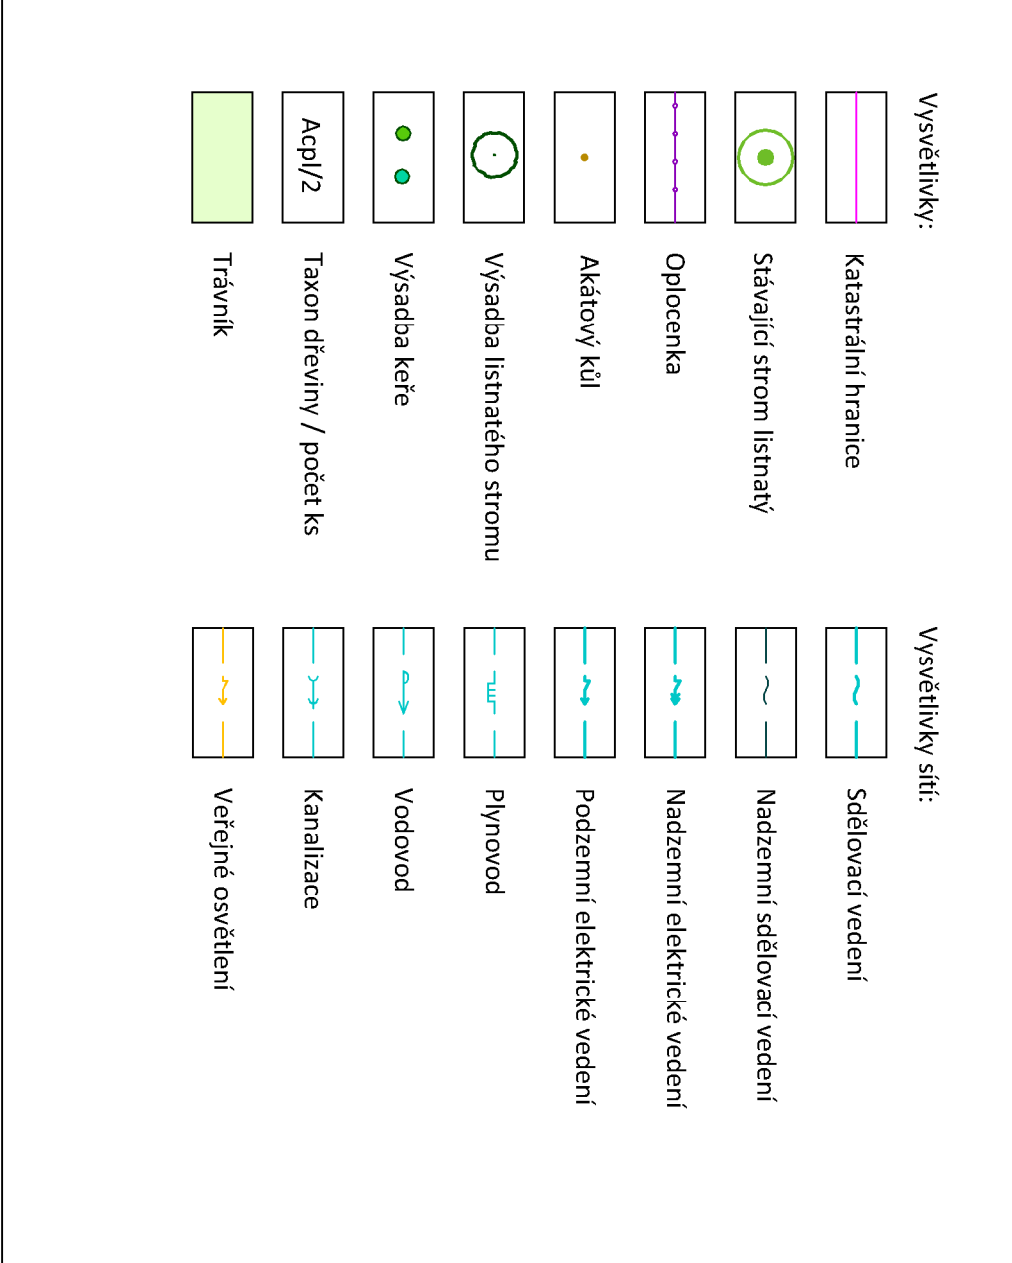 Vysvětlivky:
Katastrální hranice
Stávající strom listnatý
Oplocenka
Akátový kůl
Výsadba listnatého stromu
Výsadba keře
Acpl/2
Taxon dřeviny / počet ks
Trávník
Vysvětlivky sítí:
Sdělovací vedení
Nadzemní sdělovací vedení
Nadzemní elektrické vedení
Podzemní elektrické vedení
Plynovod
Vodovod
Kanalizace
Veřejné osvětlení